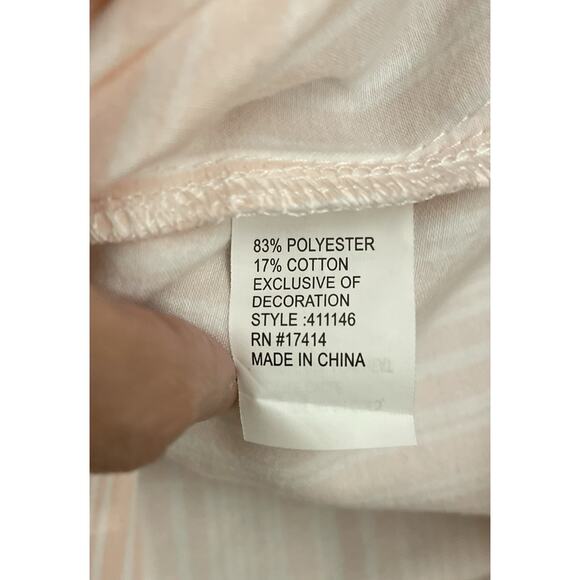 83% POLYESTER
17% COTTON
EXCLUSIVE OF
DECORATION
STYLE :411146
RN #17414
MADE IN CHINA